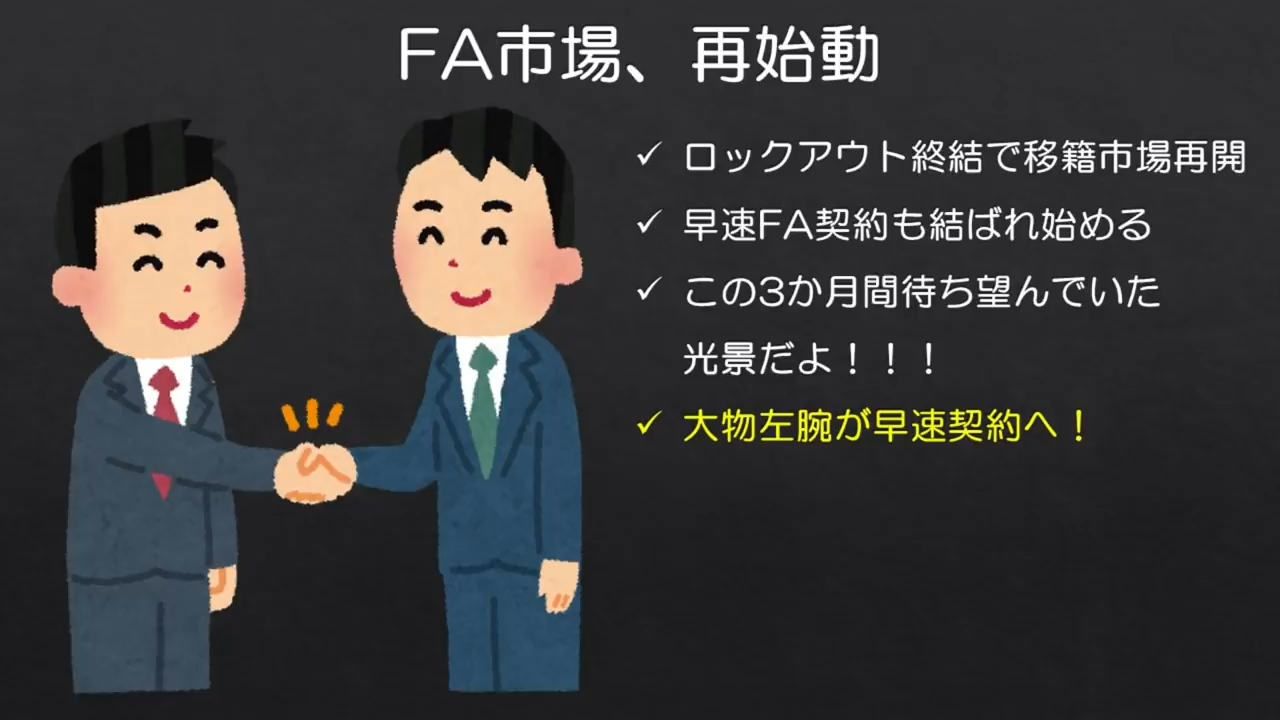 FA市場、再始動
✓ ロックアウト終結で移籍市場再開
✓ 早速FA契約も結ばれ始める
✓ この3か月間待ち望んでいた
光景だよ！！！
✓ 大物左腕が早速契約へ！